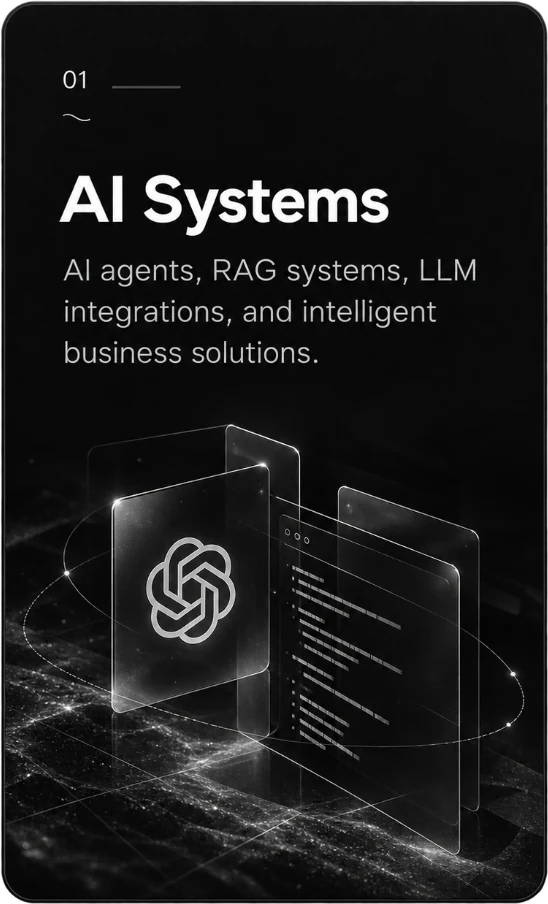 01
AI Systems
AI agents, RAG systems, LLM
integrations, and intelligent
business solutions.